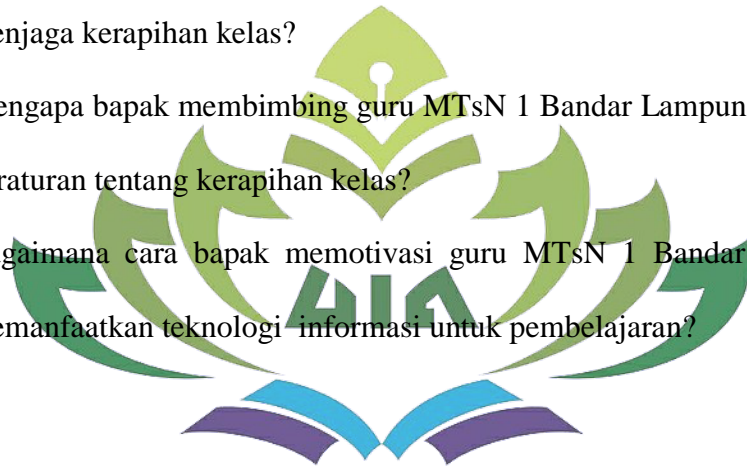 enjaga kerapihan kelas?
engapa bapak membimbing guru MTsN 1 Bandar Lampun
raturan tentang kerapihan kelas?
gaimana cara bapak memotivasi guru MTsN 1 Bandar
emanfaatkan teknologi informasi untuk pembelajaran?
UIN